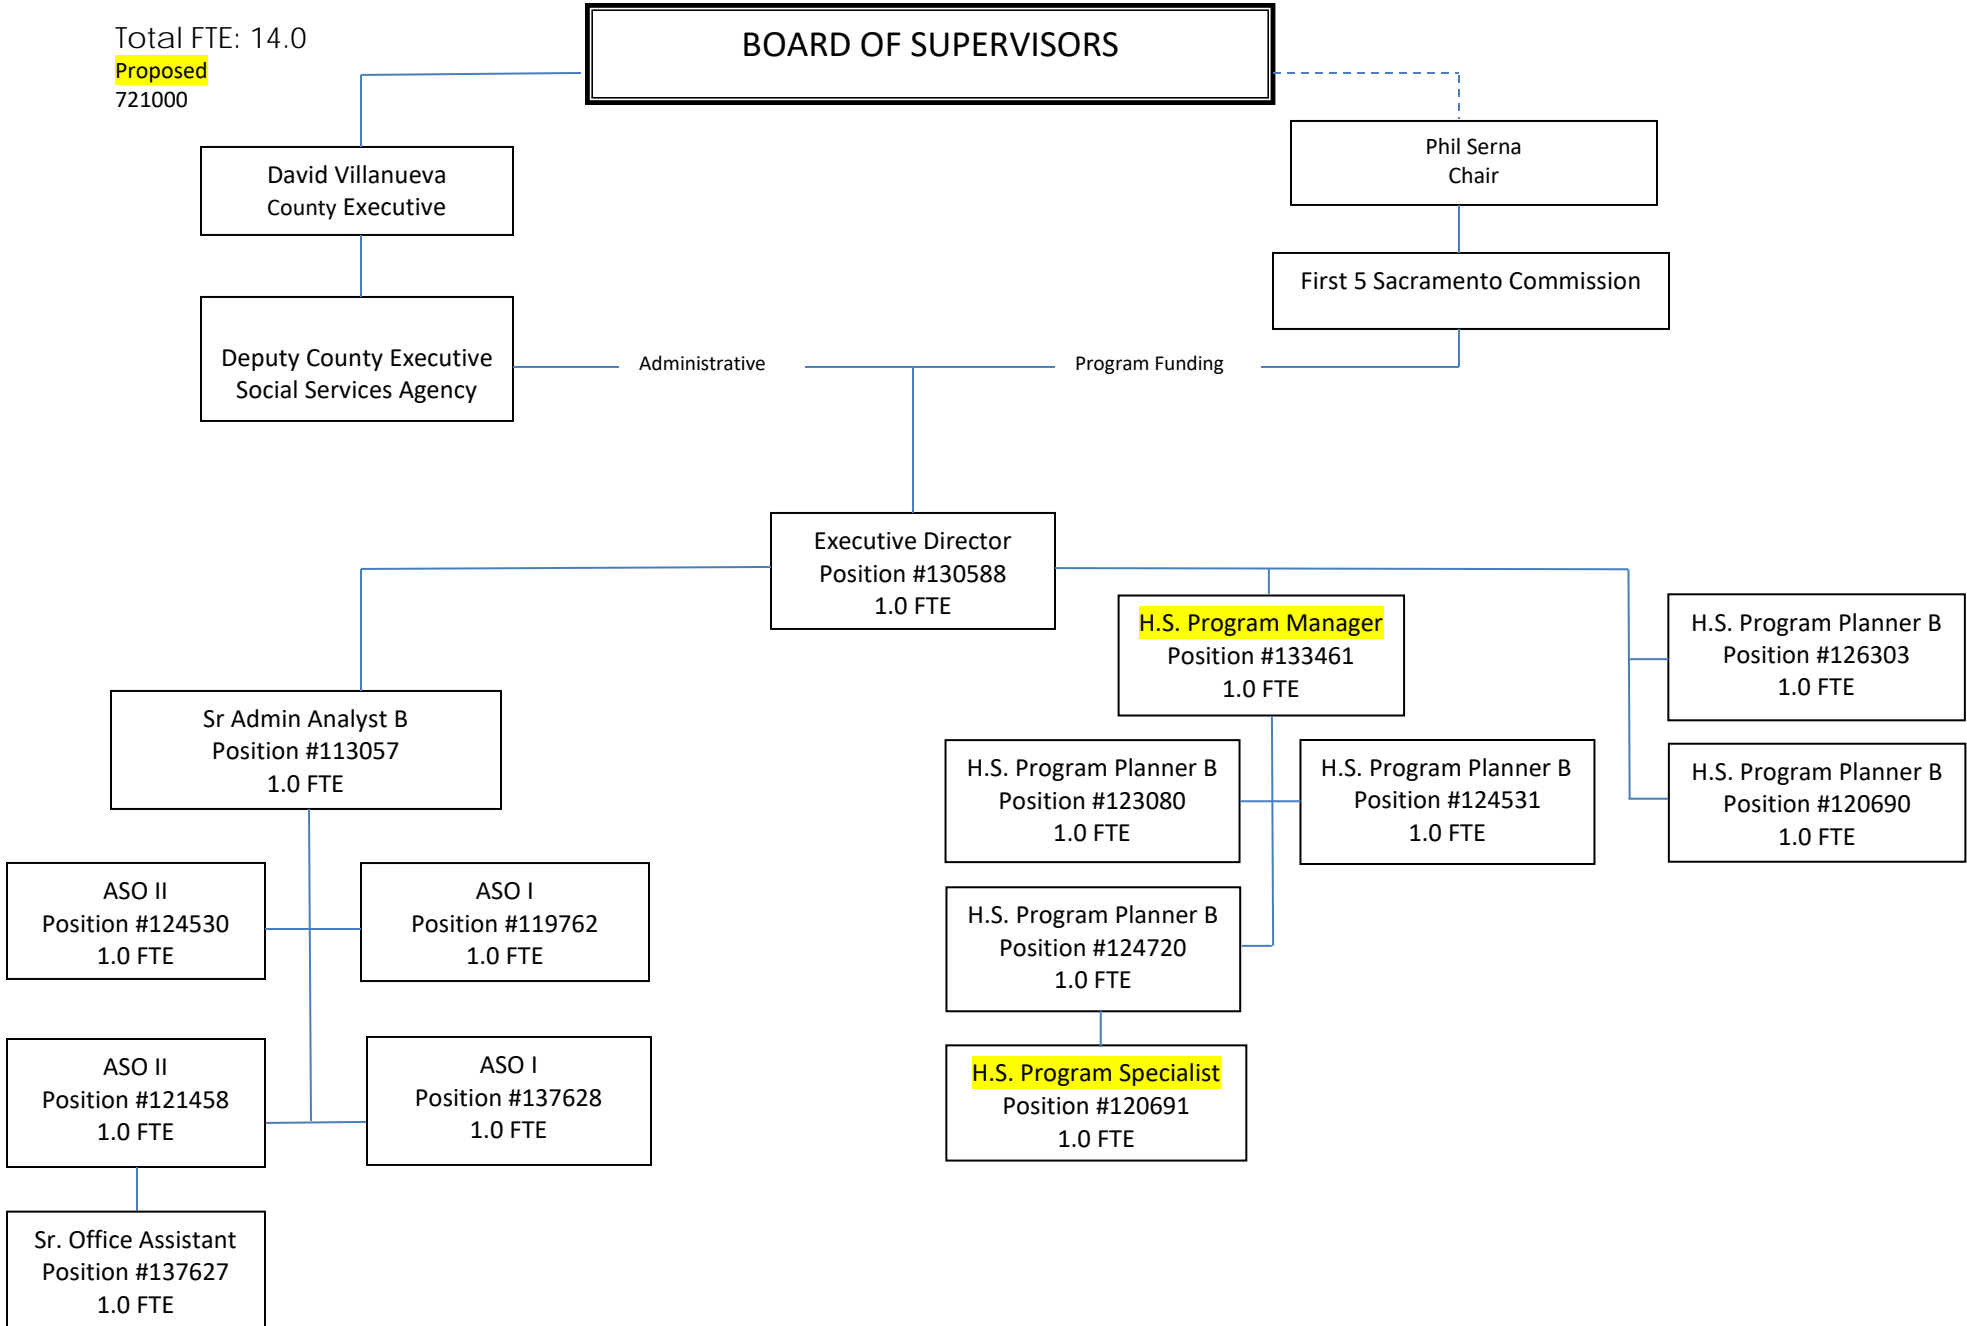 Total FTE: 14.0
Proposed
721000
BOARD OF SUPERVISORS
David Villanueva
County Executive
Phil Serna
Chair
First 5 Sacramento Commission
Deputy County Executive
Social Services Agency
Administrative
Program Funding
Executive Director
Position #130588
1.0 FTE
H.S. Program Manager
Position #133461
1.0 FTE
H.S. Program Planner B
Position #126303
1.0 FTE
Sr Admin Analyst B
Position #113057
1.0 FTE
H.S. Program Planner B
Position #123080
1.0 FTE
H.S. Program Planner B
Position #124531
1.0 FTE
H.S. Program Planner B
Position #120690
1.0 FTE
ASO II
Position #124530
1.0 FTE
ASO I
Position #119762
1.0 FTE
H.S. Program Planner B
Position #124720
1.0 FTE
ASO II
Position #121458
1.0 FTE
ASO I
Position #137628
1.0 FTE
H.S. Program Specialist
Position #120691
1.0 FTE
Sr. Office Assistant
Position #137627
1.0 FTE